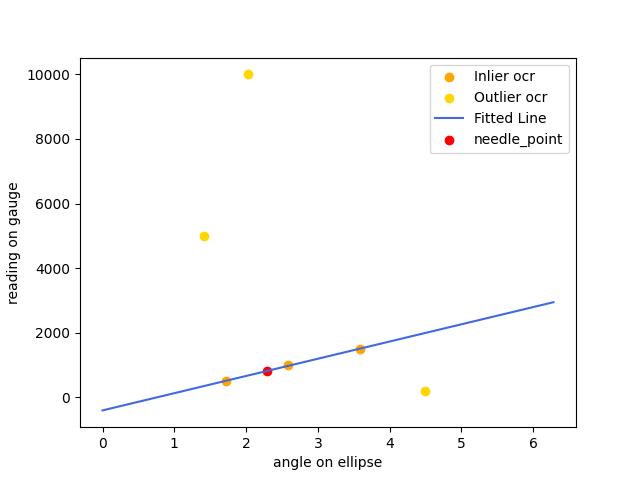 10000
8000
6000
4000
2000
0
reading on gauge
Inlier ocr
Outlier ocr
Fitted Line
needle_point
0 1 2 3 4 5 6
angle on ellipse